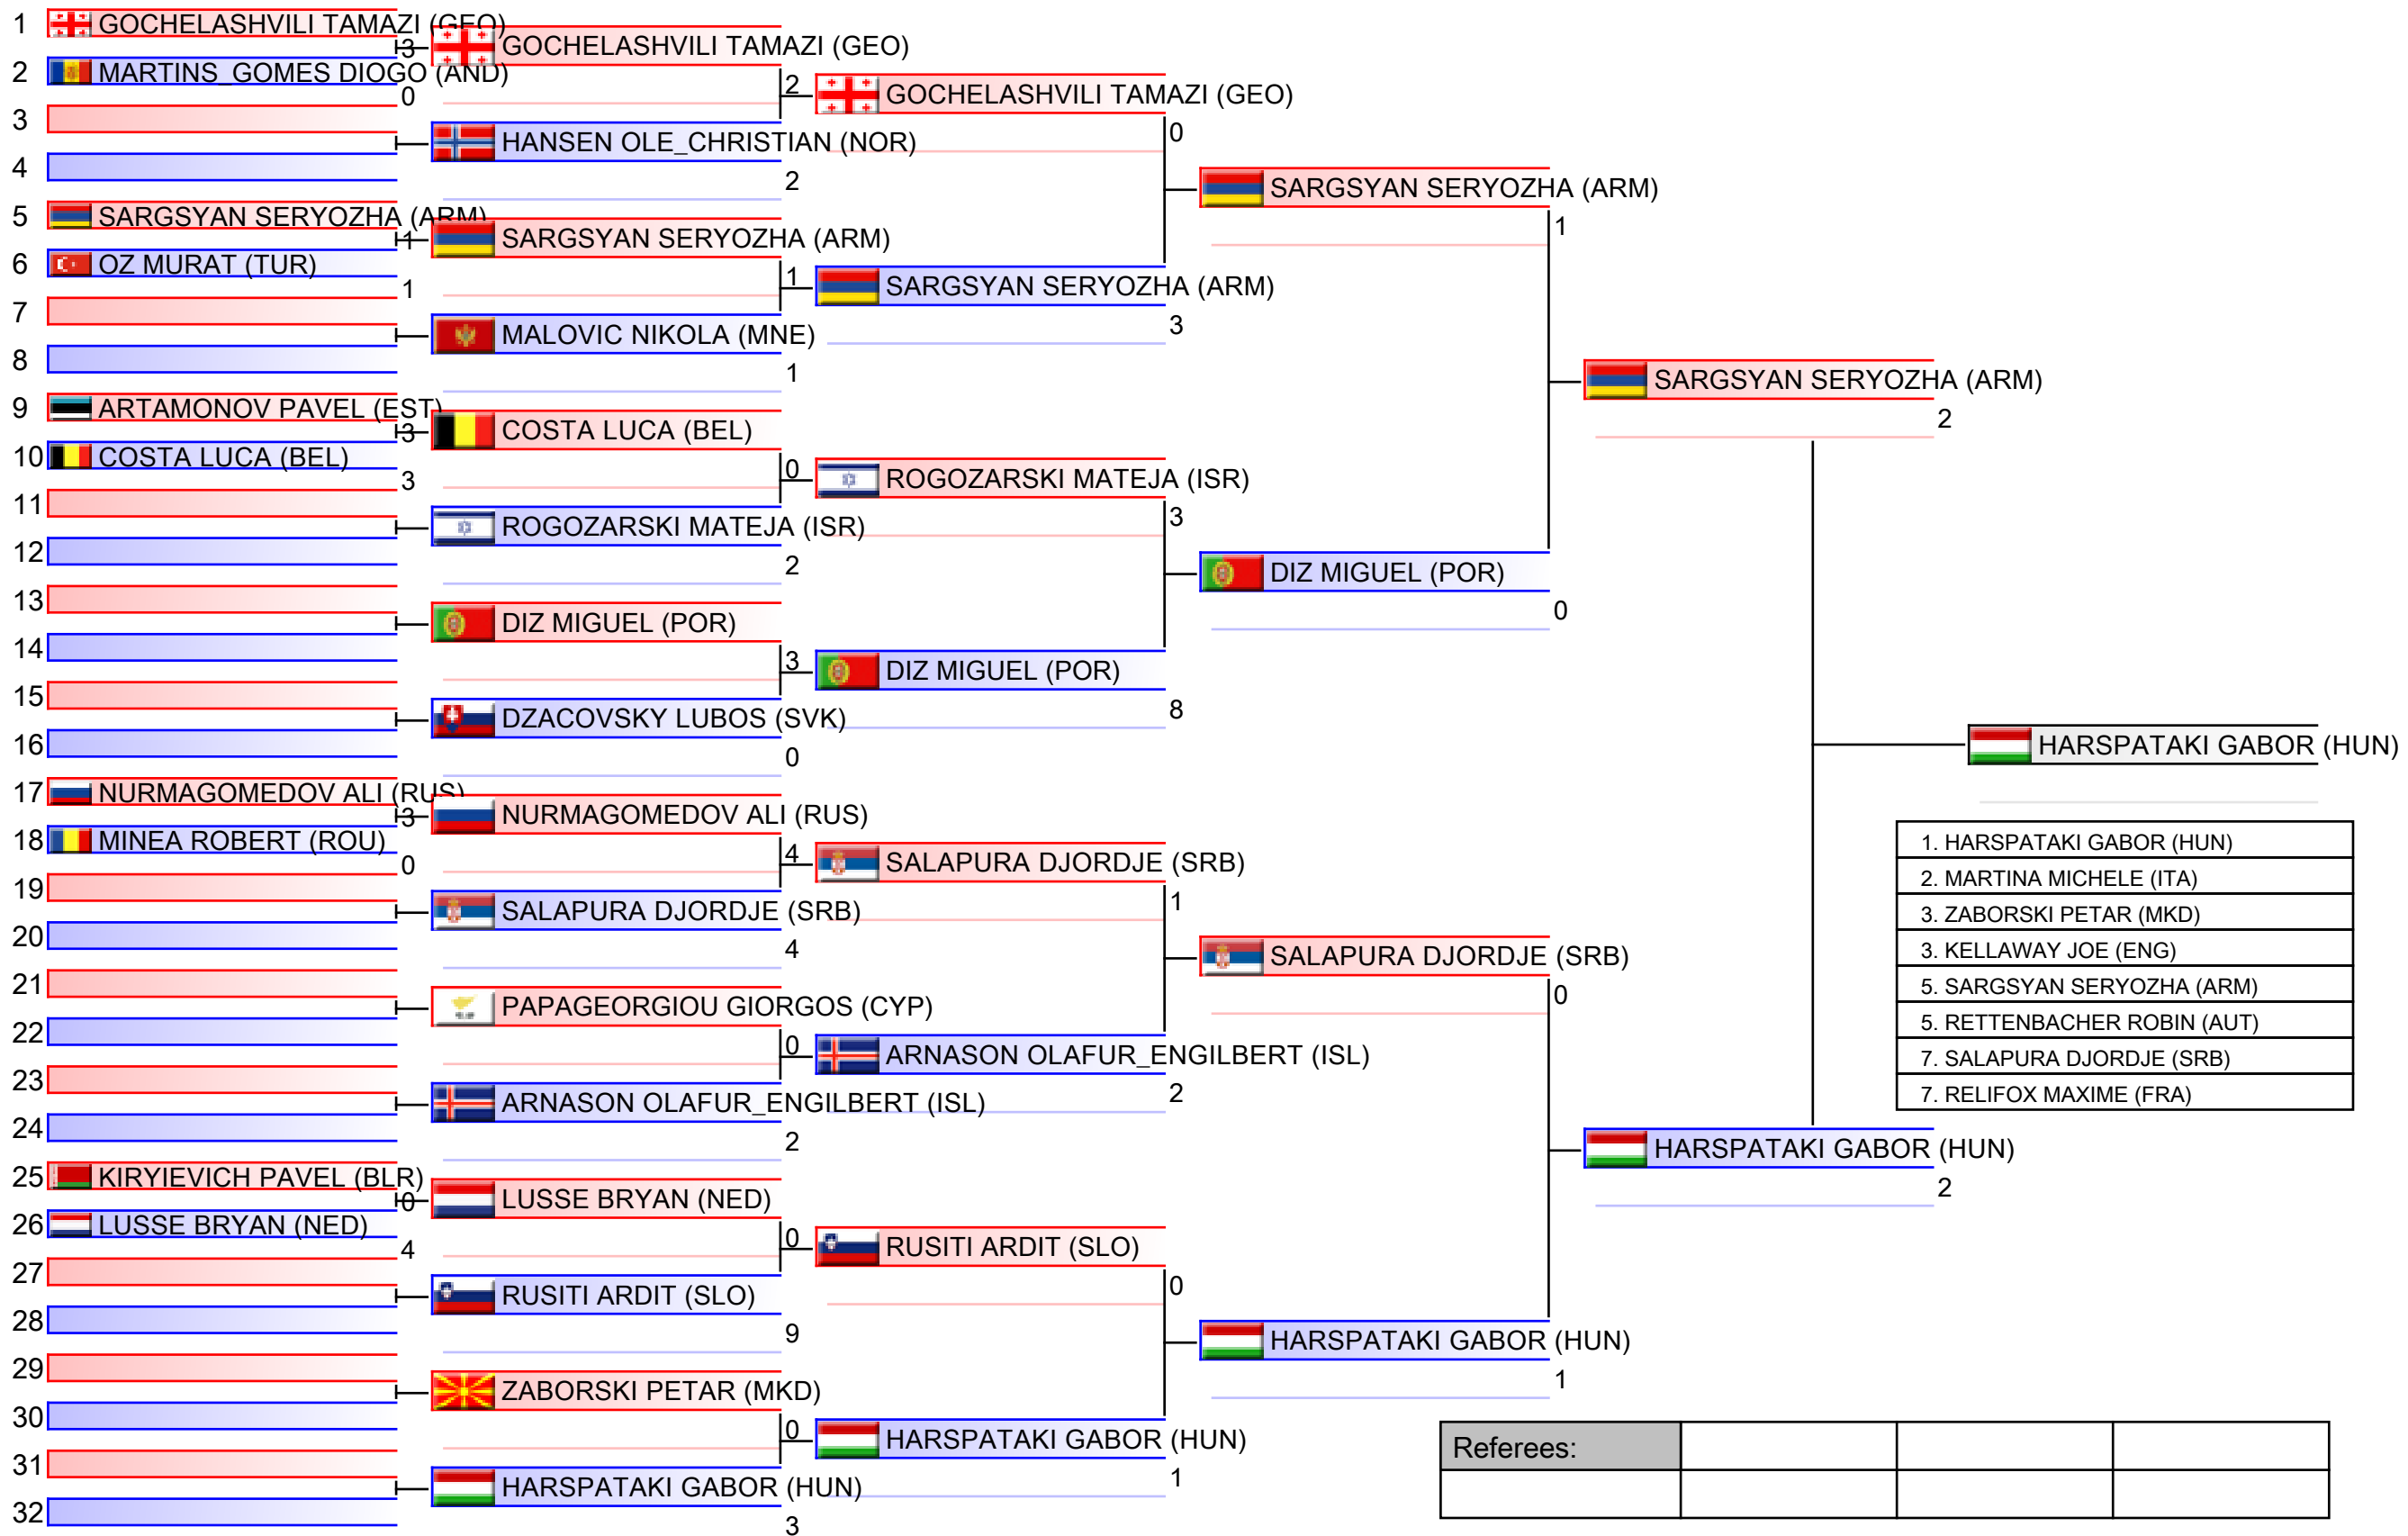 1 GOCHELASHVILI TAMAZI (GEO)
3
2 MARTINS_GOMES DIOGO (AND)
0
3
4
5 SARGSYAN SERYOZHA (ARM)
1
6 OZ MURAT (TUR)
1
7
8
9 ARTAMONOV PAVEL (EST)
3
10 COSTA LUCA (BEL)
3
11
12
13
14
15
16
17 NURMAGOMEDOV ALI (RUS)
3
18 MINEA ROBERT (ROU)
0
19
20
21
22
23
24
25 KIRYIEVICH PAVEL (BLR)
0
26 LUSSE BRYAN (NED)
4
27
28
29
30
31
32
GOCHELASHVILI TAMAZI (GEO)
2
HANSEN OLE_CHRISTIAN (NOR)
2
SARGSYAN SERYOZHA (ARM)
1
MALOVIC NIKOLA (MNE)
1
COSTA LUCA (BEL)
0
ROGOZARSKI MATEJA (ISR)
2
DIZ MIGUEL (POR)
3
DZACOVSKY LUBOS (SVK)
0
NURMAGOMEDOV ALI (RUS)
4
SALAPURA DJORDJE (SRB)
4
PAPAGEORGIOU GIORGOS (CYP)
0
ARNASON OLAFUR_ENGILBERT (ISL)
2
LUSSE BRYAN (NED)
0
RUSITI ARDIT (SLO)
9
ZABORSKI PETAR (MKD)
0
HARSPATAKI GABOR (HUN)
3
GOCHELASHVILI TAMAZI (GEO)
0
SARGSYAN SERYOZHA (ARM)
3
ROGOZARSKI MATEJA (ISR)
3
DIZ MIGUEL (POR)
8
SALAPURA DJORDJE (SRB)
1
ARNASON OLAFUR_ENGILBERT (ISL)
2
RUSITI ARDIT (SLO)
0
HARSPATAKI GABOR (HUN)
1
SARGSYAN SERYOZHA (ARM)
1
DIZ MIGUEL (POR)
0
SALAPURA DJORDJE (SRB)
0
HARSPATAKI GABOR (HUN)
1
SARGSYAN SERYOZHA (ARM)
2
HARSPATAKI GABOR (HUN)
2
HARSPATAKI GABOR (HUN)
1. HARSPATAKI GABOR (HUN)
2. MARTINA MICHELE (ITA)
3. ZABORSKI PETAR (MKD)
3. KELLAWAY JOE (ENG)
5. SARGSYAN SERYOZHA (ARM)
5. RETTENBACHER ROBIN (AUT)
7. SALAPURA DJORDJE (SRB)
7. RELIFOX MAXIME (FRA)
Referees: